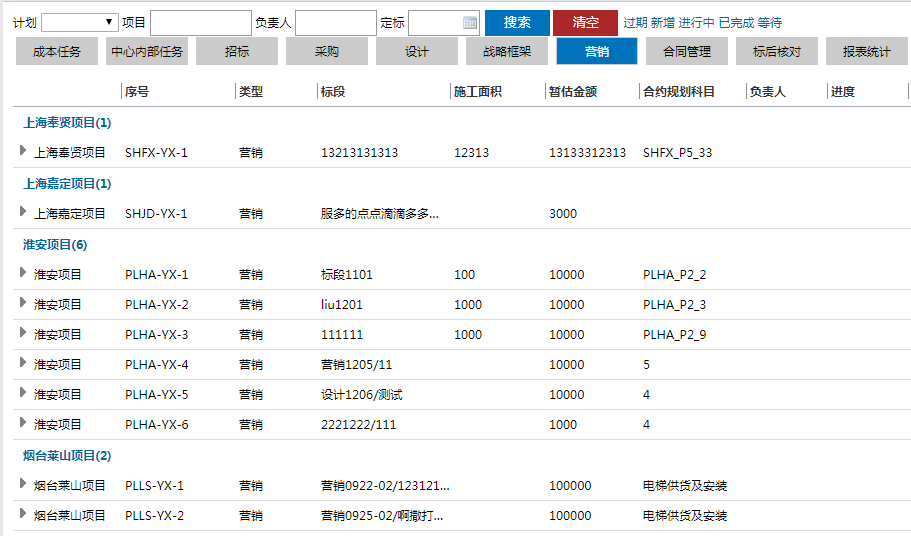 计划 项目 负责人 定标 搜索 清空 过期 新增 进行中 已完成 等待
成本任务 中心内部任务 招标 采购 设计 战略框架 营销 合同管理 标后核对 报表统计
序号 类型 标段 施工面积 暂估金额 合约规划科目 负责人 进度
上海奉贤项目(1)
上海奉贤项目 SHFX-YX-1 营销 13213131313 12313 13133312313 SHFX_P5_33
上海嘉定项目(1)
上海嘉定项目 SHJD-YX-1 营销 服多的点点滴滴多多... 3000
淮安项目(6)
淮安项目 PLHA-YX-1 营销 标段1101 100 10000 PLHA_P2_2
淮安项目 PLHA-YX-2 营销 liu1201 1000 10000 PLHA_P2_3
淮安项目 PLHA-YX-3 营销 111111 1000 10000 PLHA_P2_9
淮安项目 PLHA-YX-4 营销 营销1205/11 10000 5
淮安项目 PLHA-YX-5 营销 设计1206/测试 10000 4
淮安项目 PLHA-YX-6 营销 2221222/111 1000 4
烟台莱山项目(2)
烟台莱山项目 PLLS-YX-1 营销 营销0922-02/123121... 100000 电梯供货及安装
烟台莱山项目 PLLS-YX-2 营销 营销0925-02/啊撒打... 100000 电梯供货及安装